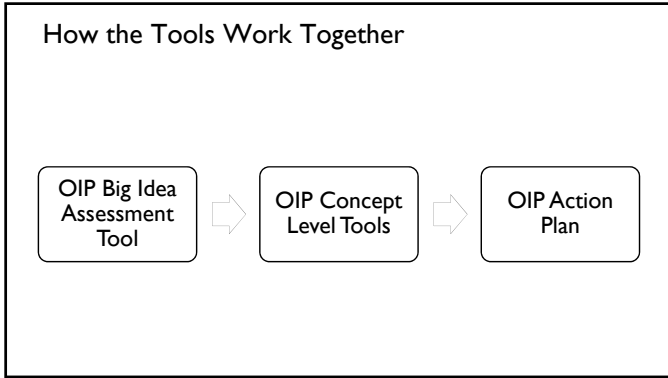 How the Tools Work Together
OIP Big Idea
Assessment
Tool
OIP Concept
Level Tools
OIP Action
Plan